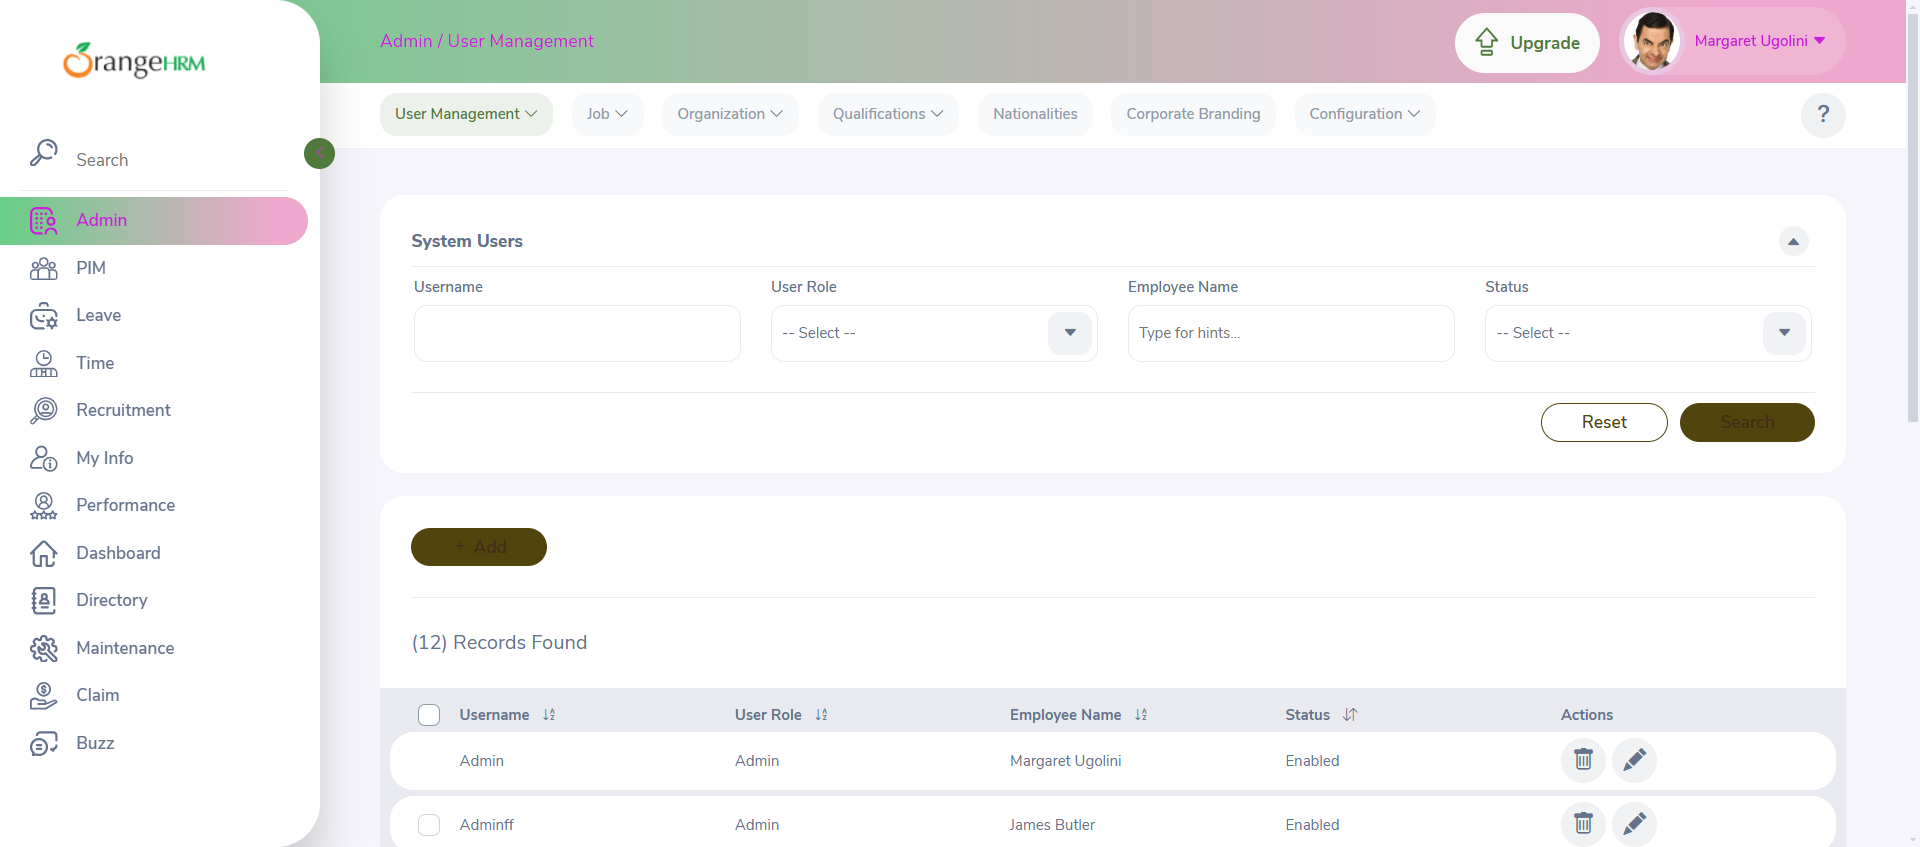 Admin / User Management
Upgrade
Margaret Ugolini
OrangeHRM
User Management
Job
Organization
Qualifications
Nationalities
Corporate Branding
Configuration
?
Search
Admin
PIM
Leave
Time
Recruitment
My Info
Performance
Dashboard
Directory
Maintenance
Claim
Buzz
System Users
Username
User Role
Employee Name
Status
-- Select --
Type for hints...
-- Select --
Reset
Search
+ Add
(12) Records Found
Username User Role Employee Name Status Actions
Admin Admin Margaret Ugolini Enabled
Adminff Admin James Butler Enabled